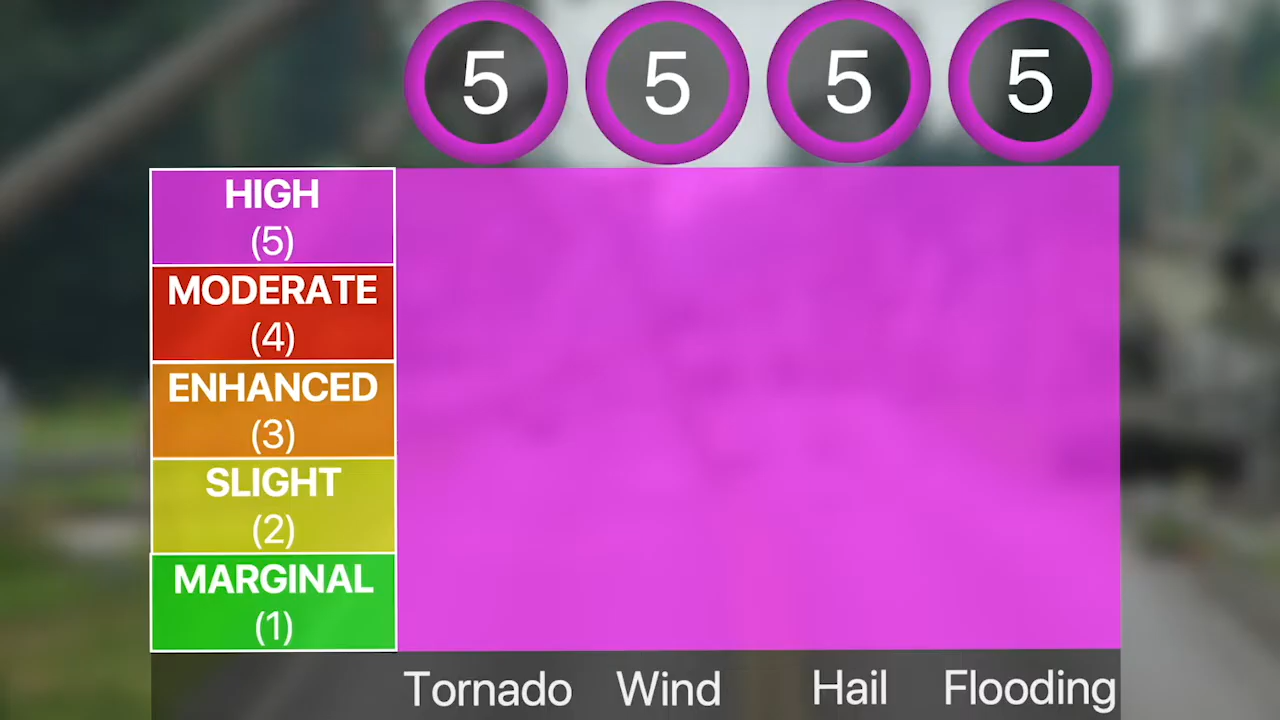 5 5 5 5
HIGH
(5)
MODERATE
(4)
ENHANCED
(3)
SLIGHT
(2)
MARGINAL
(1)
Tornado Wind Hail Flooding